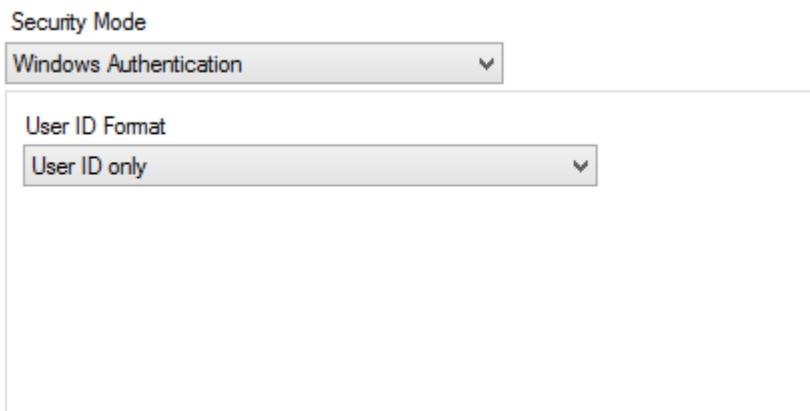 Security Mode
Windows Authentication
User ID Format
User ID only